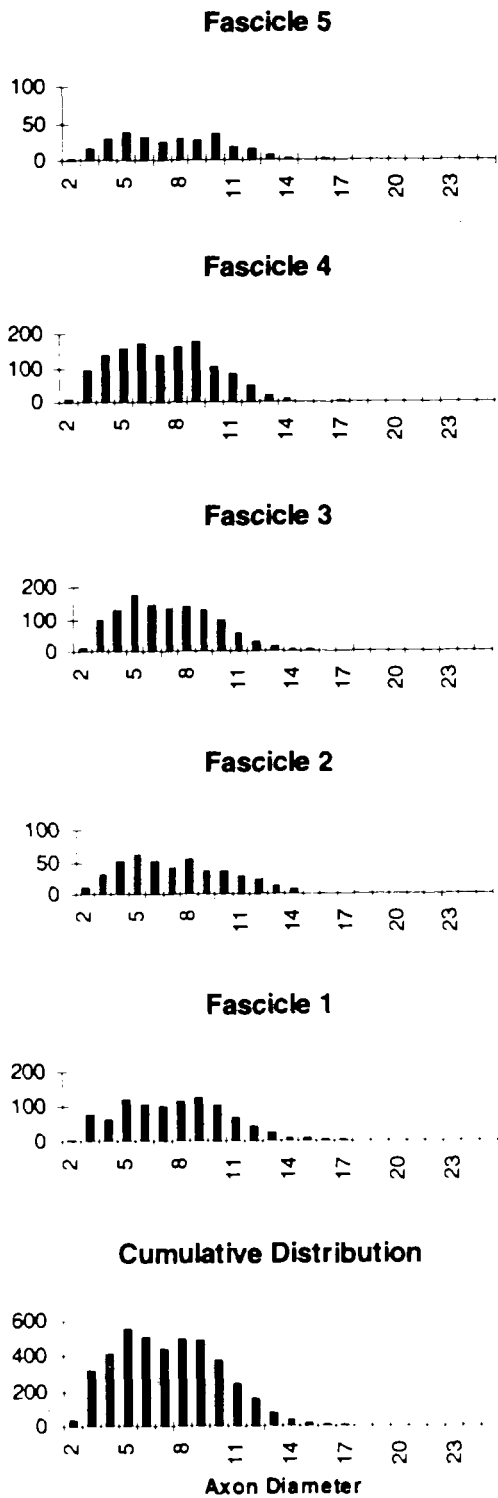 Fascicle 5
100
50
0
2 5 8 11 14 17 20 23
Fascicle 4
200
100
0
2 5 8 11 14 17 20 23
Fascicle 3
200
100
0
2 5 8 11 14 17 20 23
Fascicle 2
100
50
0
2 5 8 11 14 17 20 23
Fascicle 1
200
100
0
2 5 8 11 14 17 20 23
Cumulative Distribution
600
400
200
0
2 5 8 11 14 17 20 23
Axon Diameter